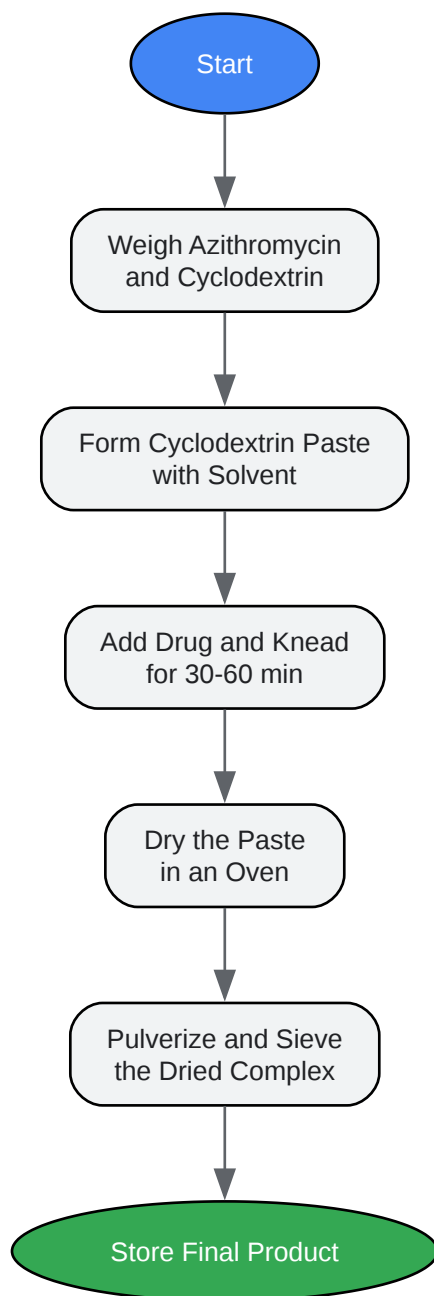 Start
Weigh Azithromycin
and Cyclodextrin
Form Cyclodextrin Paste
with Solvent
Add Drug and Knead
for 30-60 min
Dry the Paste
in an Oven
Pulverize and Sieve
the Dried Complex
Store Final Product